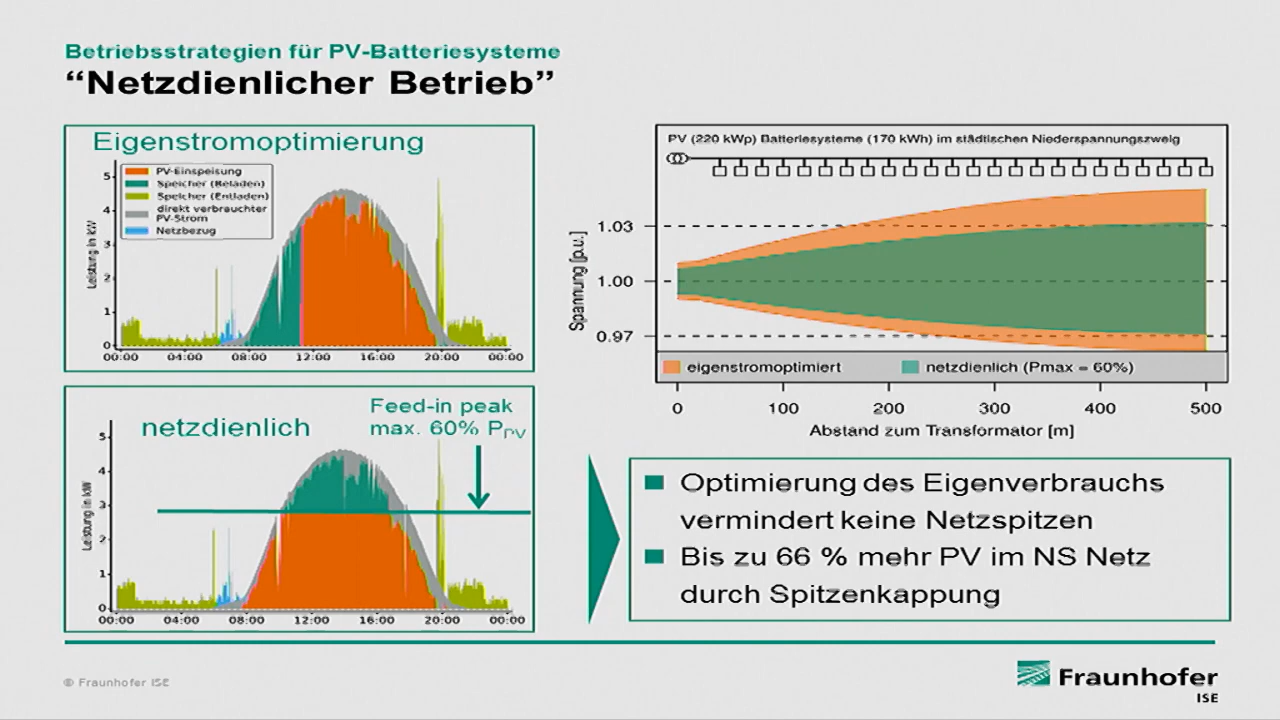 Betriebsstrategien für PV-Batteriesysteme
“Netzdienlicher Betrieb”
Eigenstromoptimierung
PV-Einspeisung
Speicher (Beladen)
Speicher (Entladen)
direkt verbrauchter
PV-Strom
Netzbezug
Leistung in kW
5
4
3
2
1
0
00:00 04:00 08:00 12:00 16:00 20:00 00:00
netzdienlich
Feed-in peak
max. 60% PPV
Leistung in kW
5
4
3
2
1
0
00:00 04:00 08:00 12:00 16:00 20:00 00:00
PV (220 kWp) Batteriesysteme (170 kWh) im städtischen Niederspannungszweig
Spannung [p.u.]
1.03
1.00
0.97
eigenstromoptimiert netzdienlich (Pmax = 60%)
0 100 200 300 400 500
Abstand zum Transformator [m]
Optimierung des Eigenverbrauchs
vermindert keine Netzspitzen
Bis zu 66 % mehr PV im NS Netz
durch Spitzenkappung
© Fraunhofer ISE
Fraunhofer
ISE